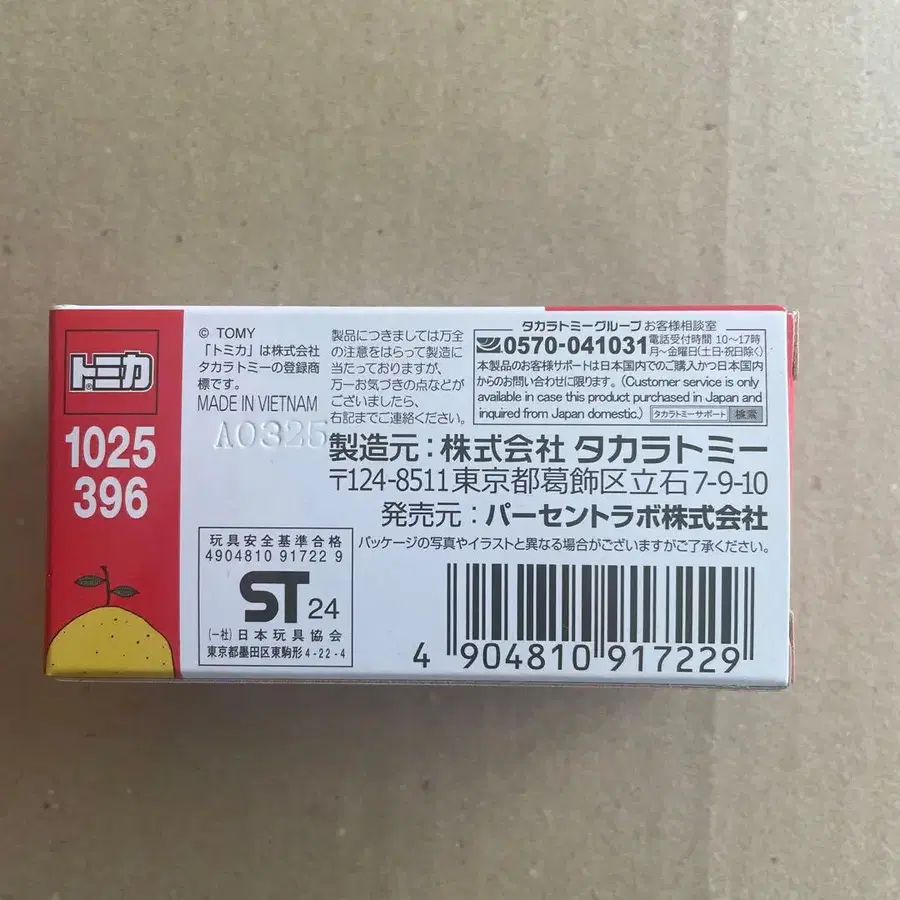 トミカ
®
1025
396
© TOMY
「トミカ」は株式会社
タカラトミーの登録商
標です。
MADE IN VIETNAM
A0325
製品につきましては万全
の注意をはらって製造に
当たっておりますが、
万一お気づきの点などが
ございましたら、
右記までご連絡ください。
タカラトミーグループ お客様相談室
0570-041031 電話受付時間 10～17時
月～金曜日(土日・祝日除く)
本製品のお客様サポートは日本国内でのご購入かつ日本国内
からのお問い合わせに限ります。(Customer service is only
available in case this product purchased in Japan and
inquired from Japan domestic.) タカラトミーサポート 検索
製造元：株式会社 タカラトミー
〒124-8511 東京都葛飾区立石7-9-10
発売元：パーセントラボ株式会社
パッケージの写真やイラストと異なる場合がございますがご了承ください。
玩具安全基準合格
4904810 91722 9
ST 24
(一社) 日本玩具協会
東京都墨田区東駒形4-22-4
4 904810 917229